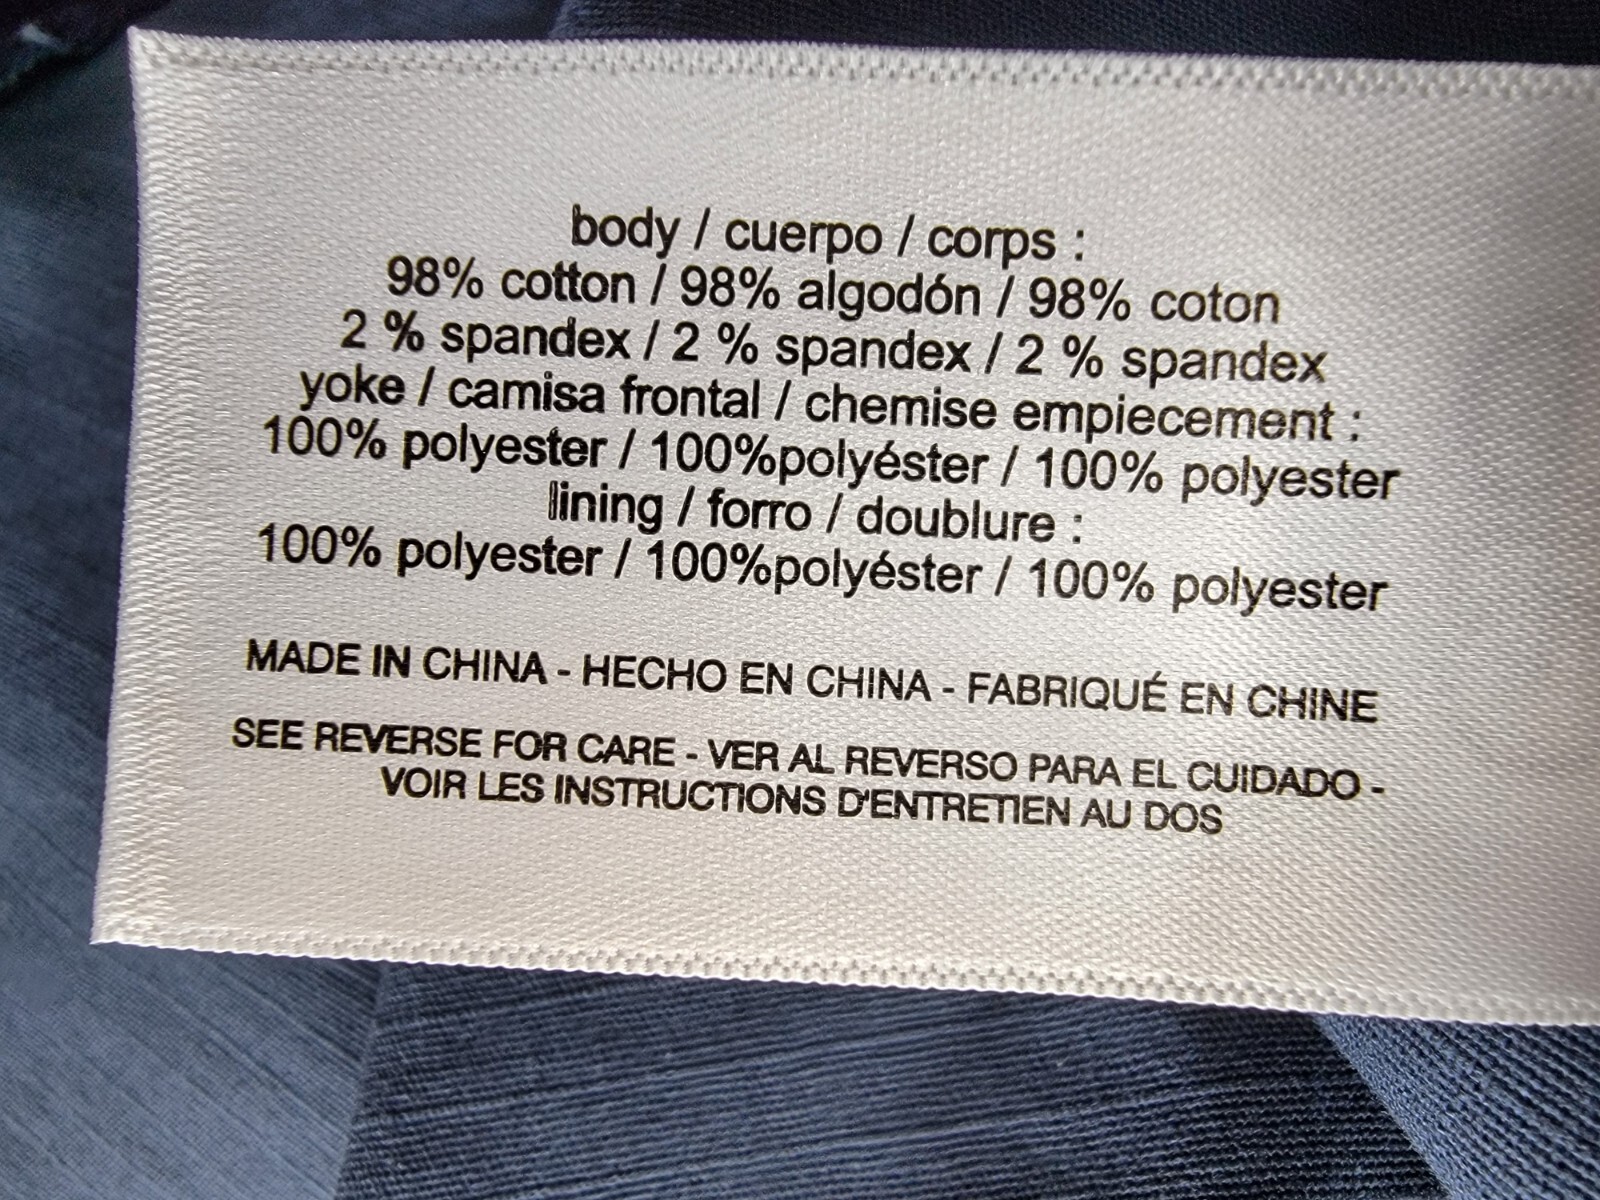 body / cuerpo / corps :
98% cotton / 98% algodón / 98% coton
2 % spandex / 2 % spandex / 2 % spandex
yoke / camisa frontal / chemise empiecement :
100% polyester / 100%polyéster / 100% polyester
lining / forro / doublure :
100% polyester / 100%polyéster / 100% polyester
MADE IN CHINA - HECHO EN CHINA - FABRIQUÉ EN CHINE
SEE REVERSE FOR CARE - VER AL REVERSO PARA EL CUIDADO -
VOIR LES INSTRUCTIONS D'ENTRETIEN AU DOS